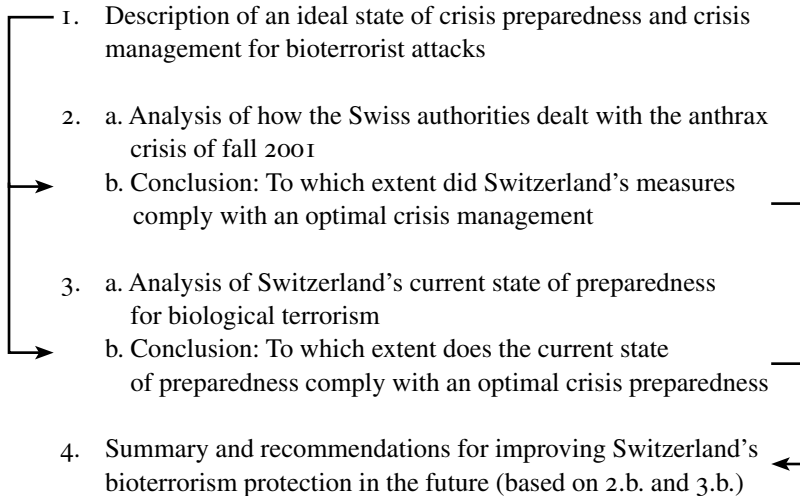 1. Description of an ideal state of crisis preparedness and crisis
management for bioterrorist attacks
2. a. Analysis of how the Swiss authorities dealt with the anthrax
crisis of fall 2001
b. Conclusion: To which extent did Switzerland's measures
comply with an optimal crisis management
3. a. Analysis of Switzerland's current state of preparedness
for biological terrorism
b. Conclusion: To which extent does the current state
of preparedness comply with an optimal crisis preparedness
4. Summary and recommendations for improving Switzerland's
bioterrorism protection in the future (based on 2.b. and 3.b.)